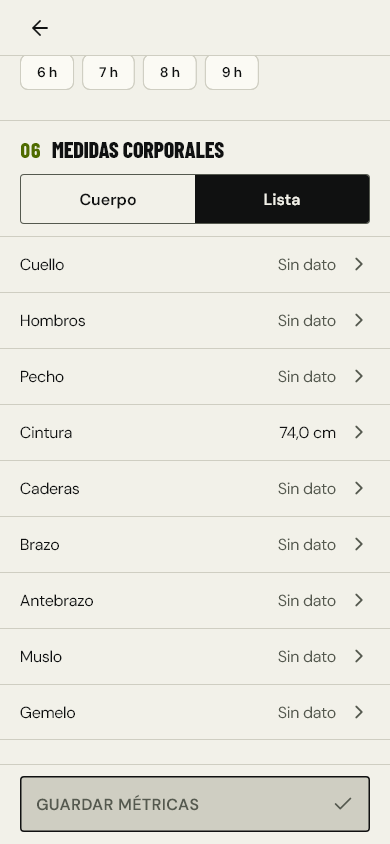 6 h 7 h 8 h 9 h
06 MEDIDAS CORPORALES
Cuerpo Lista
Cuello Sin dato
Hombros Sin dato
Pecho Sin dato
Cintura 74,0 cm
Caderas Sin dato
Brazo Sin dato
Antebrazo Sin dato
Muslo Sin dato
Gemelo Sin dato
GUARDAR MÉTRICAS